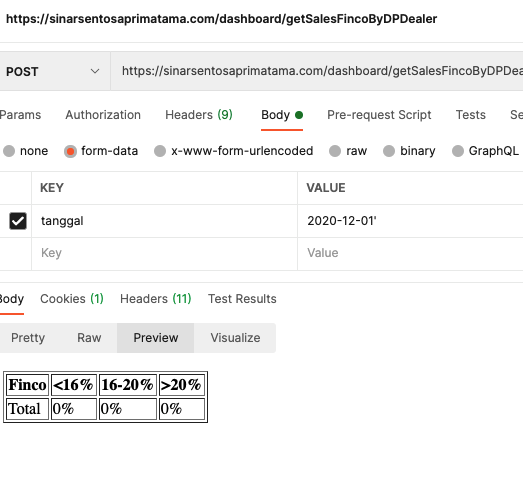 https://sinarsentosaprimatama.com/dashboard/getSalesFincoByDPDealer
POST https://sinarsentosaprimatama.com/dashboard/getSalesFincoByDPDea
Params Authorization Headers (9) Body Pre-request Script Tests Se
none form-data x-www-form-urlencoded raw binary GraphQL
KEY VALUE
tanggal 2020-12-01'
Key Value
Body Cookies (1) Headers (11) Test Results
Pretty Raw Preview Visualize
Finco <16% 16-20% >20%
Total 0% 0% 0%